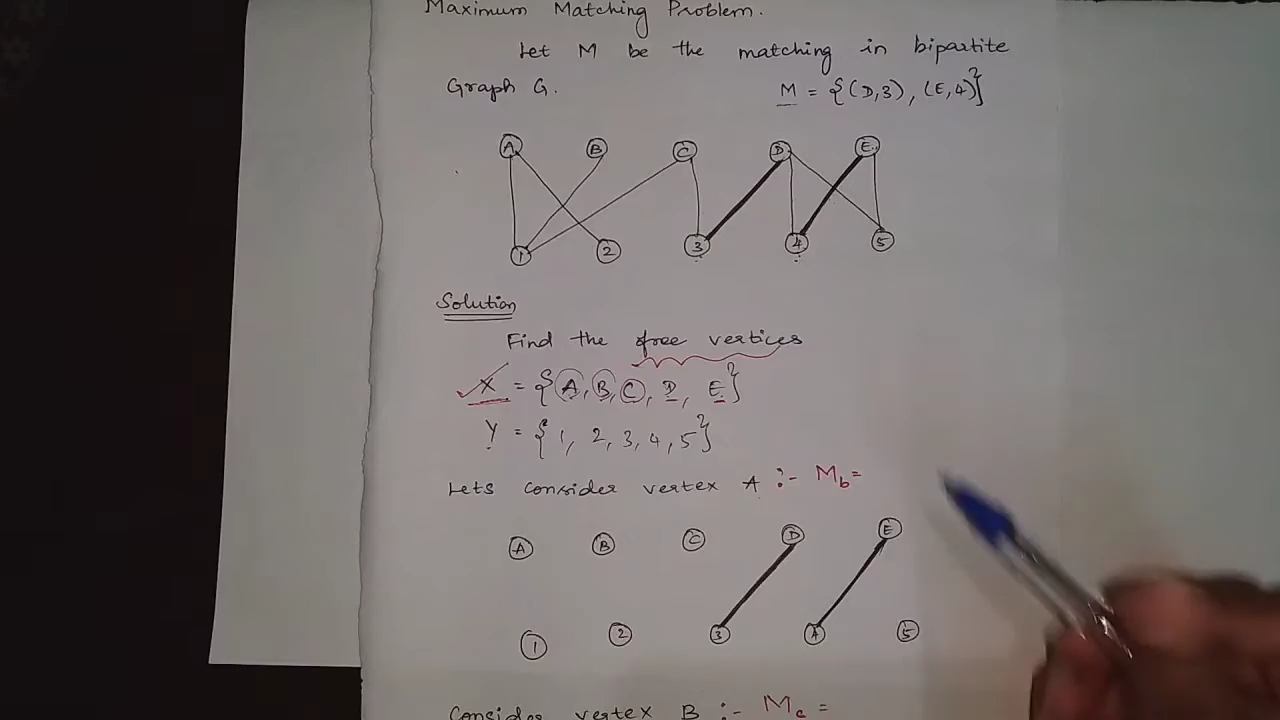 Maximum Matching Problem.
Let M be the matching in bipartite
Graph G. M = {(D,3), (E,4)}
A B C D E
1 2 3 4 5
Solution
Find the free vertices
X = {A, B, C, D, E}
Y = {1, 2, 3, 4, 5}
Lets consider vertex A :- Mb =
A B C D E
1 2 3 4 5
Consider vertex B :- Mc =